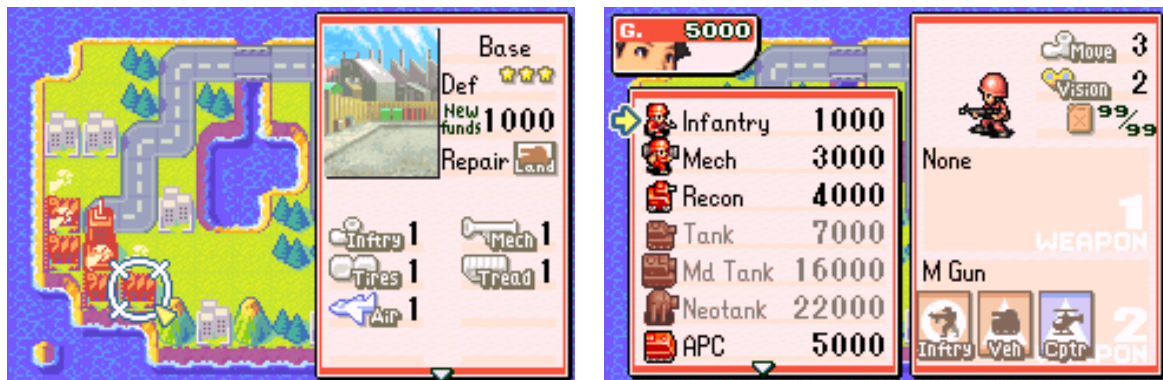 Base
Def
New funds 1000
Repair Land
Inftry 1 Mech 1
Tires 1 Tread 1
Air 1
G. 5000
Infantry 1000
Mech 3000
Recon 4000
Tank 7000
Md Tank 16000
Neotank 22000
APC 5000
Move 3
Vision 2
99/99
None
1
WEAPON
M Gun
2
WEAPON
Inftry Veh Cptr